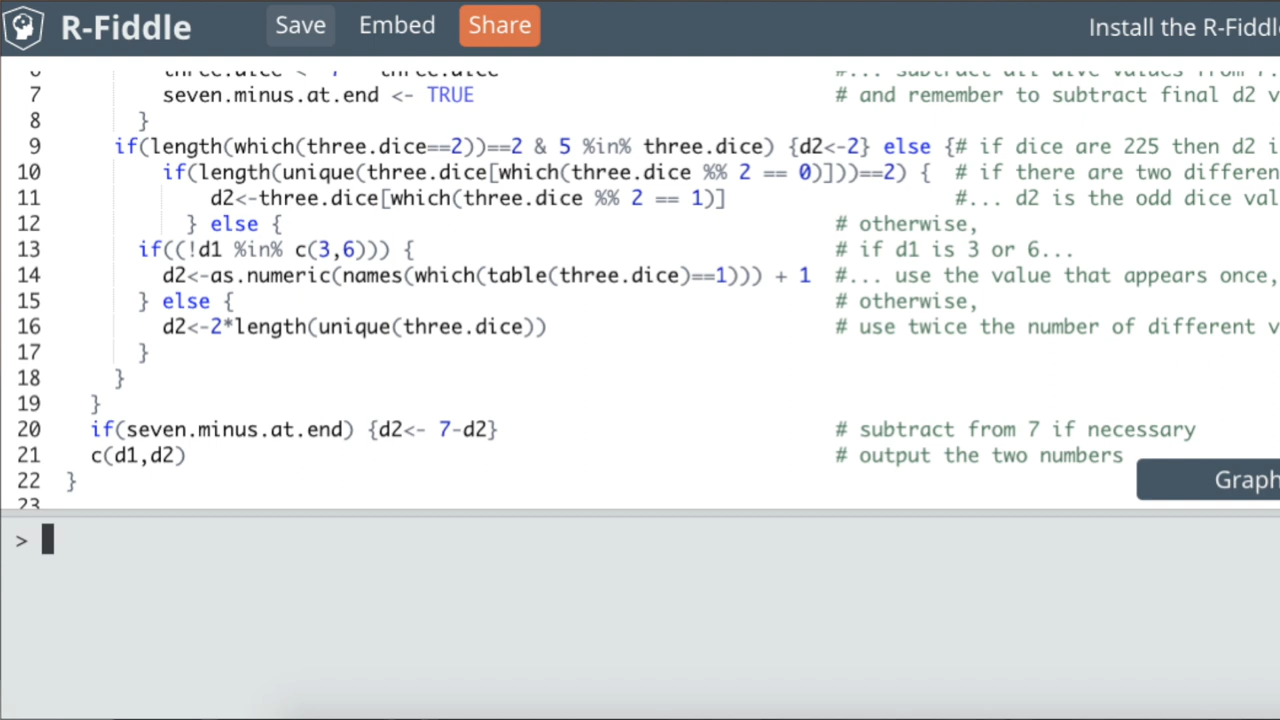 R-Fiddle Save Embed Share Install the R-Fiddle
7 seven.minus.at.end <- TRUE # and remember to subtract final d2 v
8 }
9 if(length(which(three.dice==2))==2 & 5 %in% three.dice) {d2<-2} else {# if dice are 225 then d2 i
10 if(length(unique(three.dice[which(three.dice %% 2 == 0)]))==2) { # if there are two differen
11 d2<-three.dice[which(three.dice %% 2 == 1)] #... d2 is the odd dice val
12 } else { # otherwise,
13 if((!d1 %in% c(3,6))) { # if d1 is 3 or 6...
14 d2<-as.numeric(names(which(table(three.dice)==1))) + 1 #... use the value that appears once,
15 } else { # otherwise,
16 d2<-2*length(unique(three.dice)) # use twice the number of different v
17 }
18 }
19 }
20 if(seven.minus.at.end) {d2<- 7-d2} # subtract from 7 if necessary
21 c(d1,d2) # output the two numbers
22 }
23
Graph
>